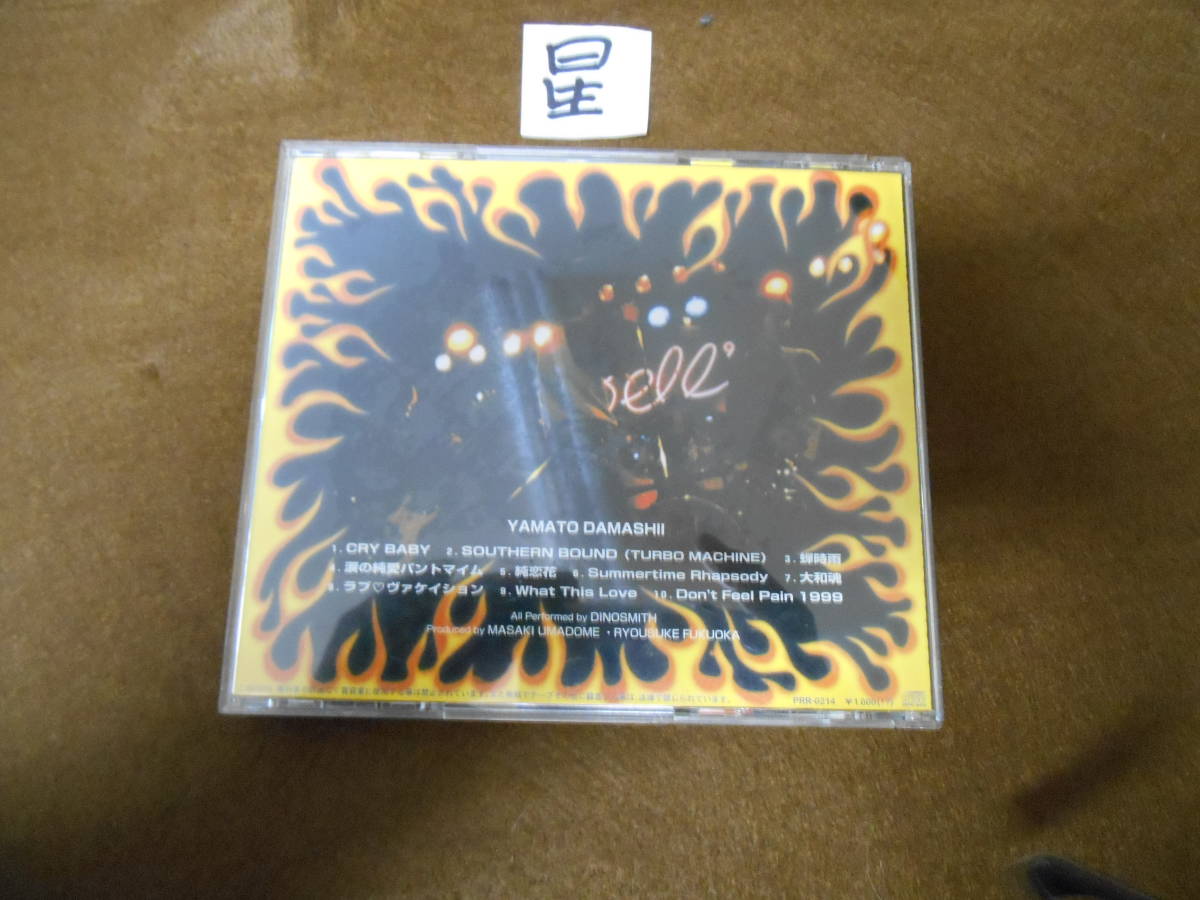 星
ell'
YAMATO DAMASHII
1. CRY BABY 2. SOUTHERN BOUND (TURBO MACHINE) 3. 蝉時雨
4. 涙の純愛パントマイム 5. 純恋花 6. Summertime Rhapsody 7. 大和魂
8. ラブ♡ヴァケイション 9. What This Love 10. Don't Feel Pain 1999
All Performed by DINOSMITH
Produced by MASAKI UMADOME ・RYOUSUKE FUKUOKA
PRR-0214